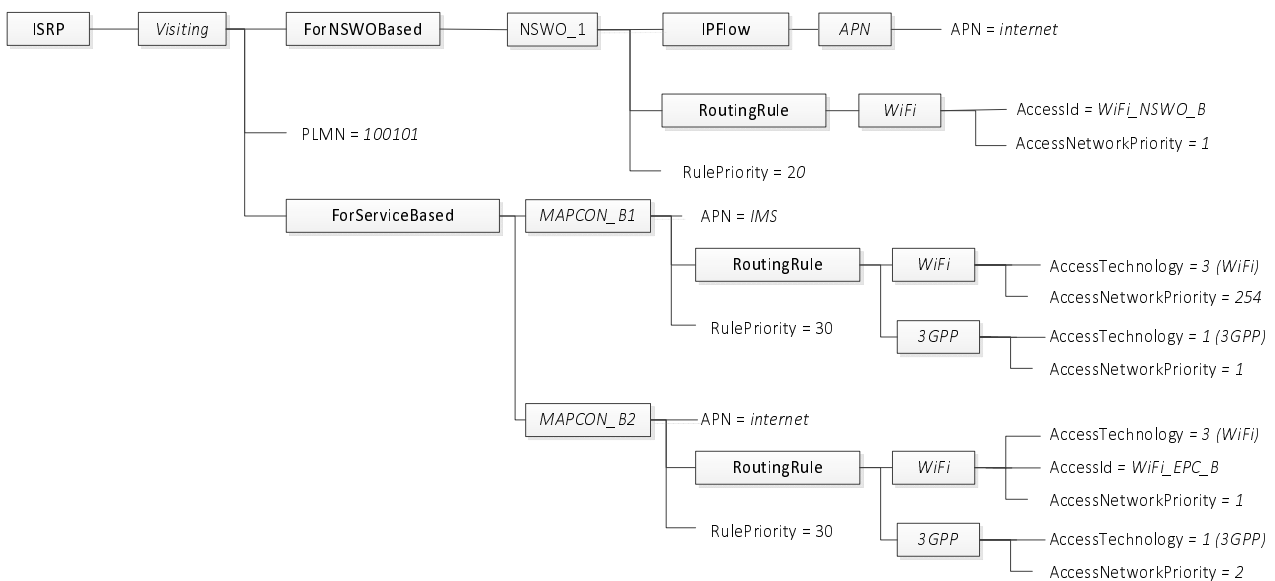 ISRP
Visiting
ForNSWOBased
NSWO_1
IPFlow
APN
APN = internet
RoutingRule
WiFi
AccessId = WiFi_NSWO_B
AccessNetworkPriority = 1
PLMN = 100101
RulePriority = 20
ForServiceBased
MAPCON_B1
APN = IMS
RoutingRule
WiFi
AccessTechnology = 3 (WiFi)
AccessNetworkPriority = 254
RulePriority = 30
3GPP
AccessTechnology = 1 (3GPP)
AccessNetworkPriority = 1
MAPCON_B2
APN = internet
AccessTechnology = 3 (WiFi)
RoutingRule
WiFi
AccessId = WiFi_EPC_B
AccessNetworkPriority = 1
RulePriority = 30
3GPP
AccessTechnology = 1 (3GPP)
AccessNetworkPriority = 2